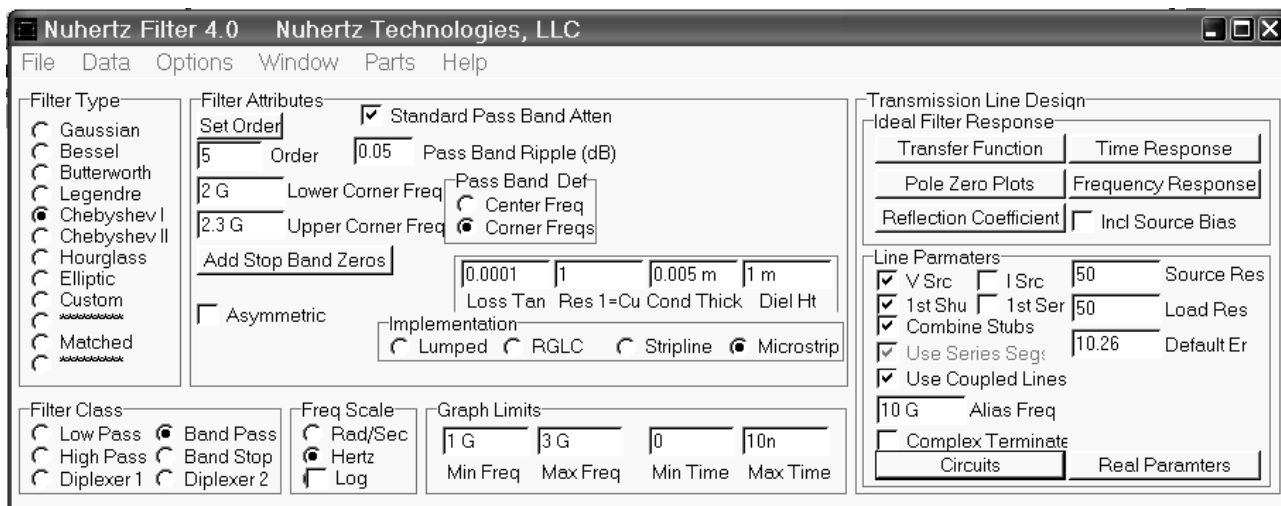 Nuhertz Filter 4.0 Nuhertz Technologies, LLC
File Data Options Window Parts Help
Filter Type
Gaussian
Bessel
Butterworth
Legendre
Chebyshev I
Chebyshev II
Hourglass
Elliptic
Custom
**********
Matched
**********
Filter Attributes
Set Order
Standard Pass Band Atten
5 Order
0.05 Pass Band Ripple (dB)
2 G Lower Corner Freq
2.3 G Upper Corner Freq
Pass Band Def
Center Freq
Corner Freqs
Add Stop Band Zeros
Asymmetric
0.0001 1 0.005 m 1 m
Loss Tan Res 1=Cu Cond Thick Diel Ht
Implementation
Lumped RGLC Stripline Microstrip
Transmission Line Design
Ideal Filter Response
Transfer Function Time Response
Pole Zero Plots Frequency Response
Reflection Coefficient Incl Source Bias
Line Parmaters
V Src I Src 50 Source Res
1st Shu 1st Ser 50 Load Res
Combine Stubs
Use Series Segs 10.26 Default Er
Use Coupled Lines
10 G Alias Freq
Complex Terminate
Circuits Real Paramters
Filter Class
Low Pass Band Pass
High Pass Band Stop
Diplexer 1 Diplexer 2
Freq Scale
Rad/Sec
Hertz
Log
Graph Limits
1 G 3 G 0 10n
Min Freq Max Freq Min Time Max Time